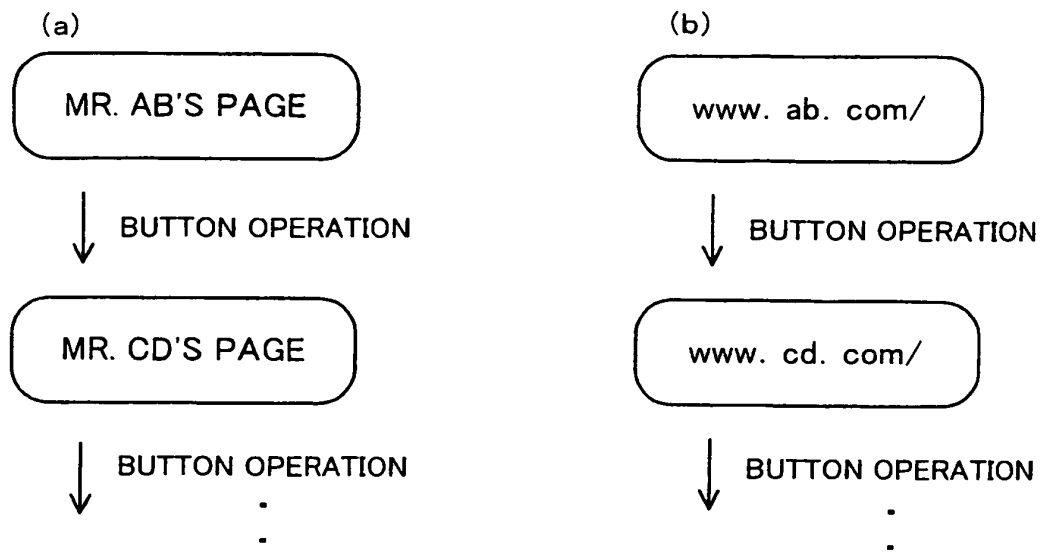 (a)
MR. AB'S PAGE
BUTTON OPERATION
MR. CD'S PAGE
BUTTON OPERATION
(b)
www. ab. com/
BUTTON OPERATION
www. cd. com/
BUTTON OPERATION